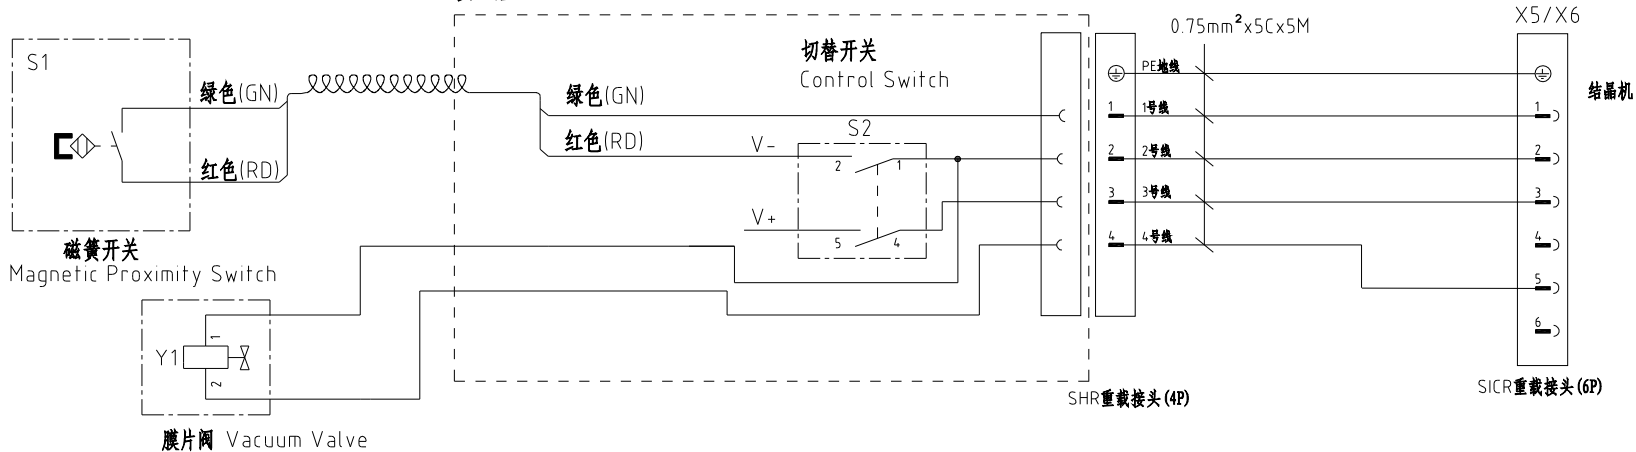 S1
绿色(GN)
红色(RD)
磁簧开关
Magnetic Proximity Switch
Y1
1
2
膜片阀 Vacuum Valve
切替开关
Control Switch
绿色(GN)
红色(RD)
S2
V-
2
1
V+
5
4
SHR重载接头(4P)
0.75mm²x5Cx5M
PE地线
1
1号线
2
2号线
3
3号线
4
4号线
X5/X6
1
2
3
4
5
6
结晶机
SICR重载接头(6P)